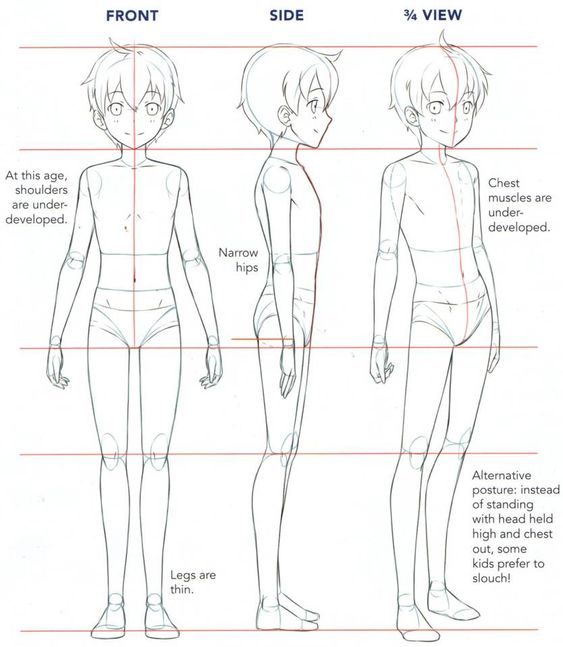 FRONT
SIDE
¾ VIEW
At this age,
shoulders
are under-
developed.
Narrow
hips
Chest
muscles are
under-
developed.
Legs are
thin.
Alternative
posture: instead
of standing
with head held
high and chest
out, some
kids prefer to
slouch!